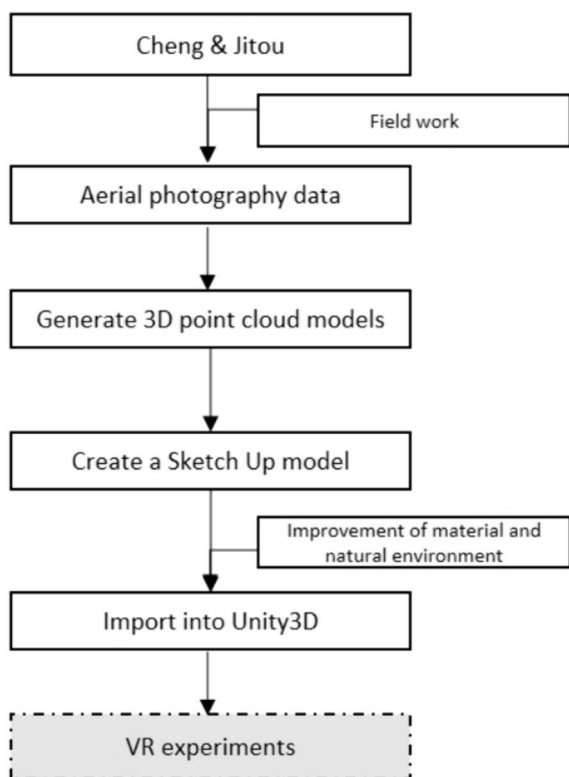 Cheng & Jitou
Field work
Aerial photography data
Generate 3D point cloud models
Create a Sketch Up model
Improvement of material and
natural environment
Import into Unity3D
VR experiments